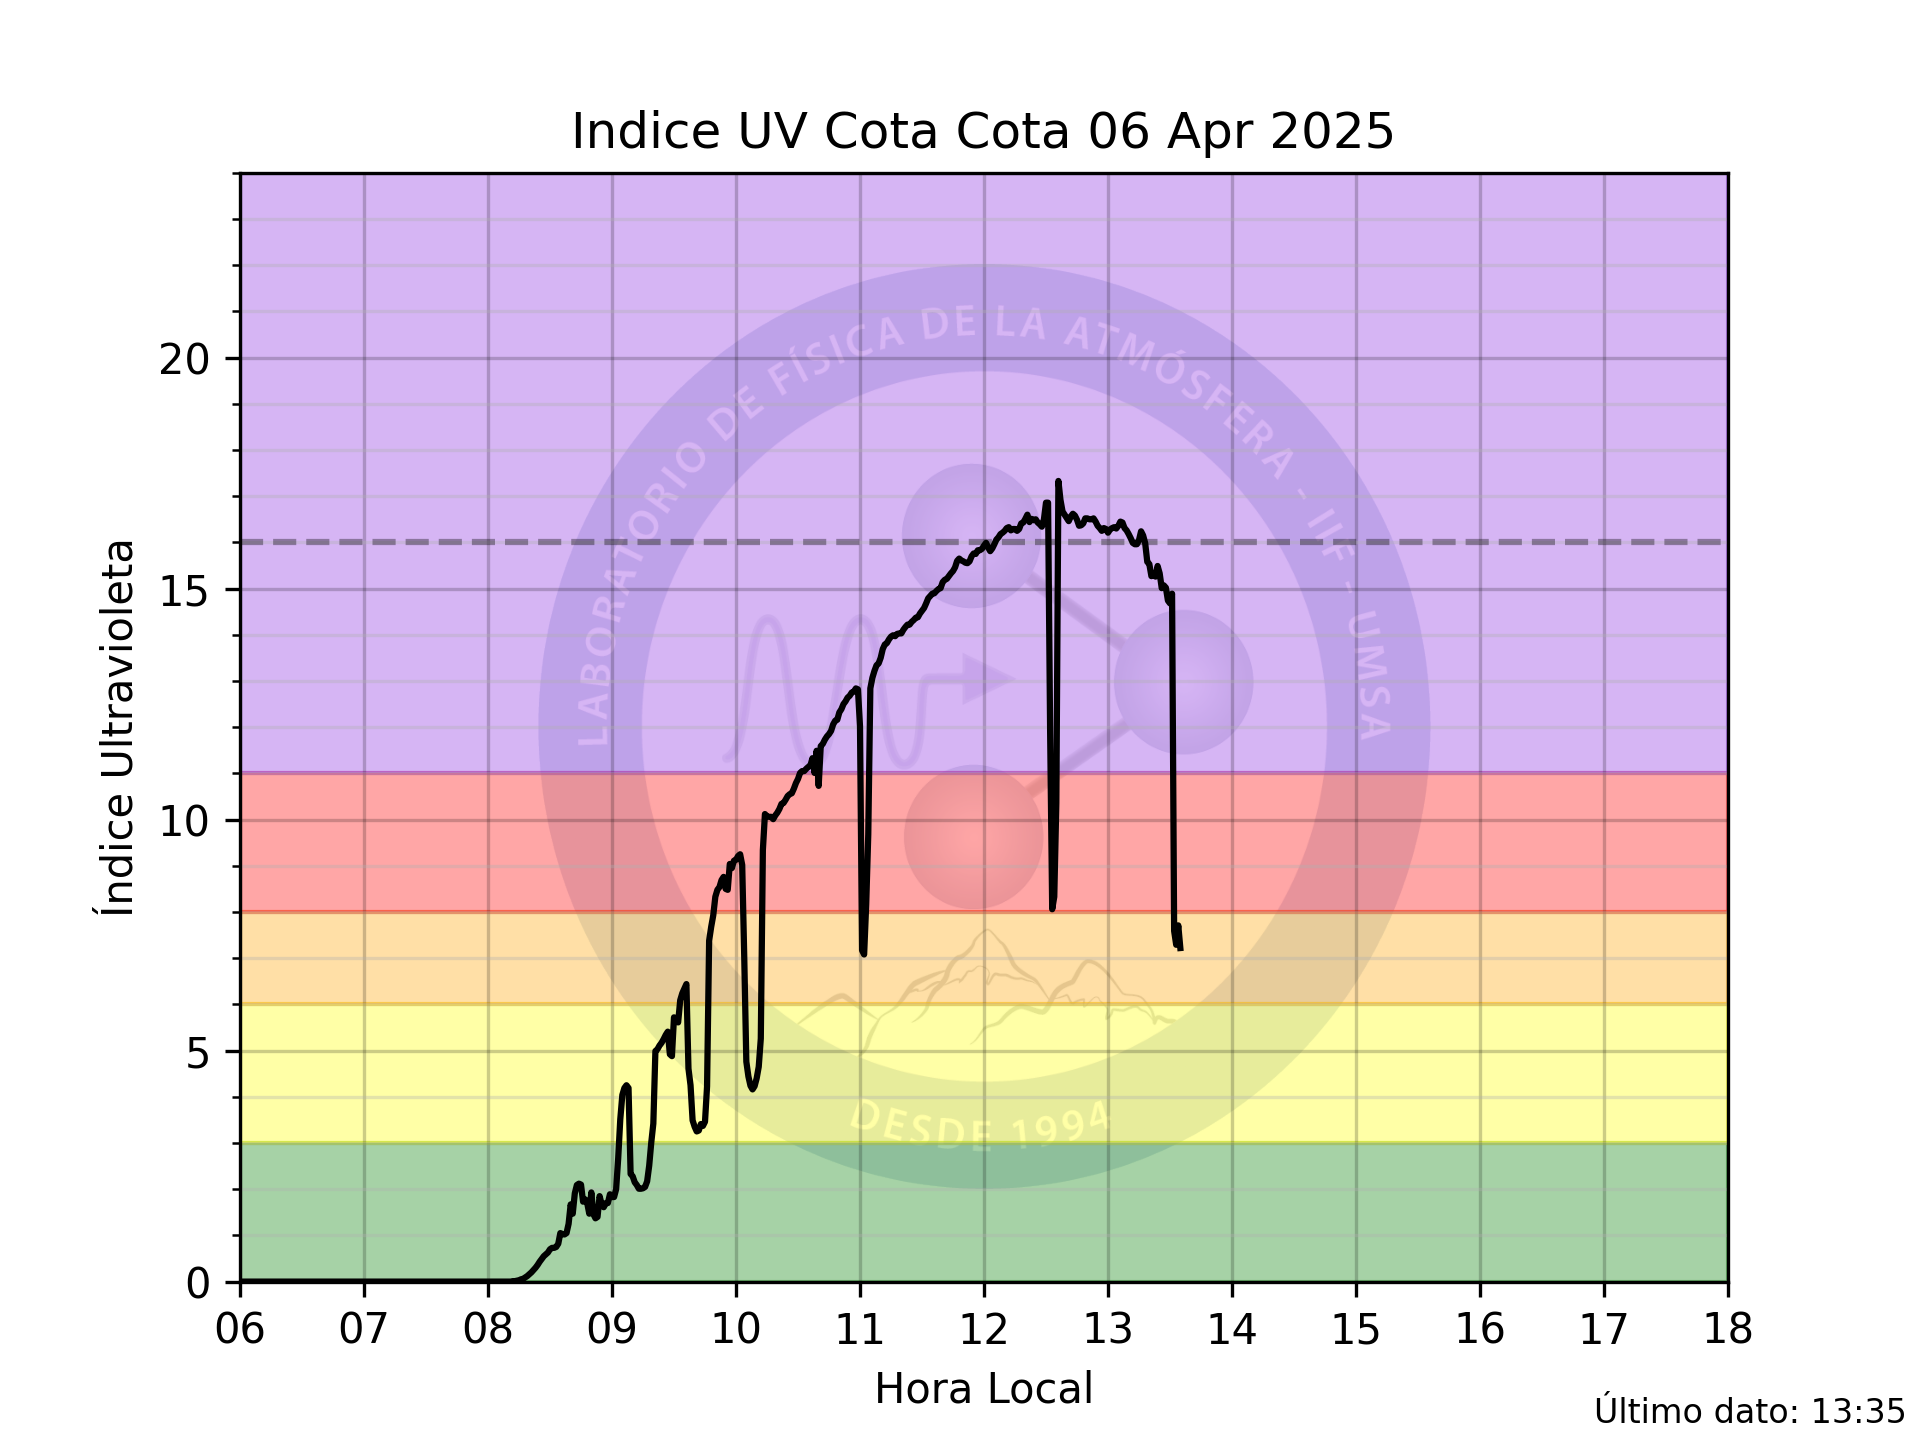 Indice UV Cota Cota 06 Apr 2025
LABORATORIO DE FÍSICA DE LA ATMÓSFERA - IIF - UMSA
DESDE 1994
Índice Ultravioleta
20
15
10
5
0
06 07 08 09 10 11 12 13 14 15 16 17 18
Hora Local
Último dato: 13:35